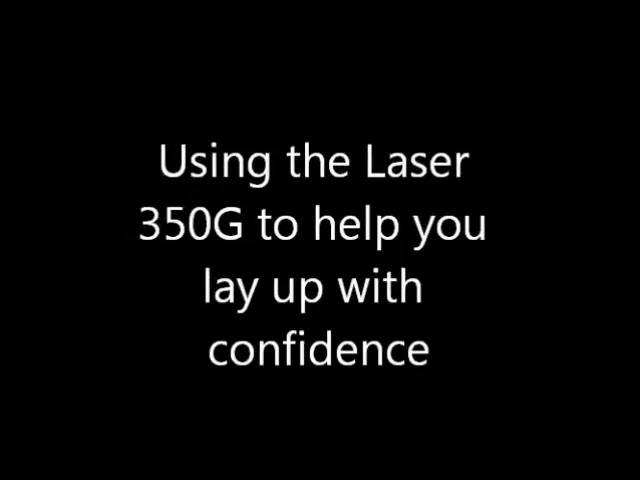 Using the Laser
350G to help you
lay up with
confidence